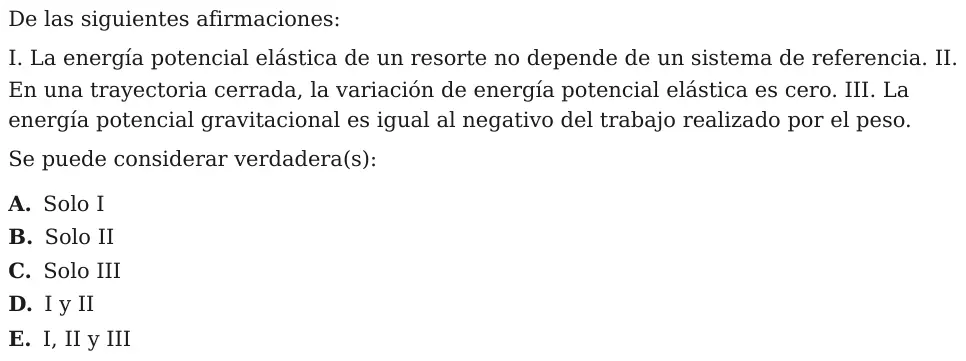 De las siguientes afirmaciones:
I. La energía potencial elástica de un resorte no depende de un sistema de referencia. II.
En una trayectoria cerrada, la variación de energía potencial elástica es cero. III. La
energía potencial gravitacional es igual al negativo del trabajo realizado por el peso.
Se puede considerar verdadera(s):
A. Solo I
B. Solo II
C. Solo III
D. I y II
E. I, II y III